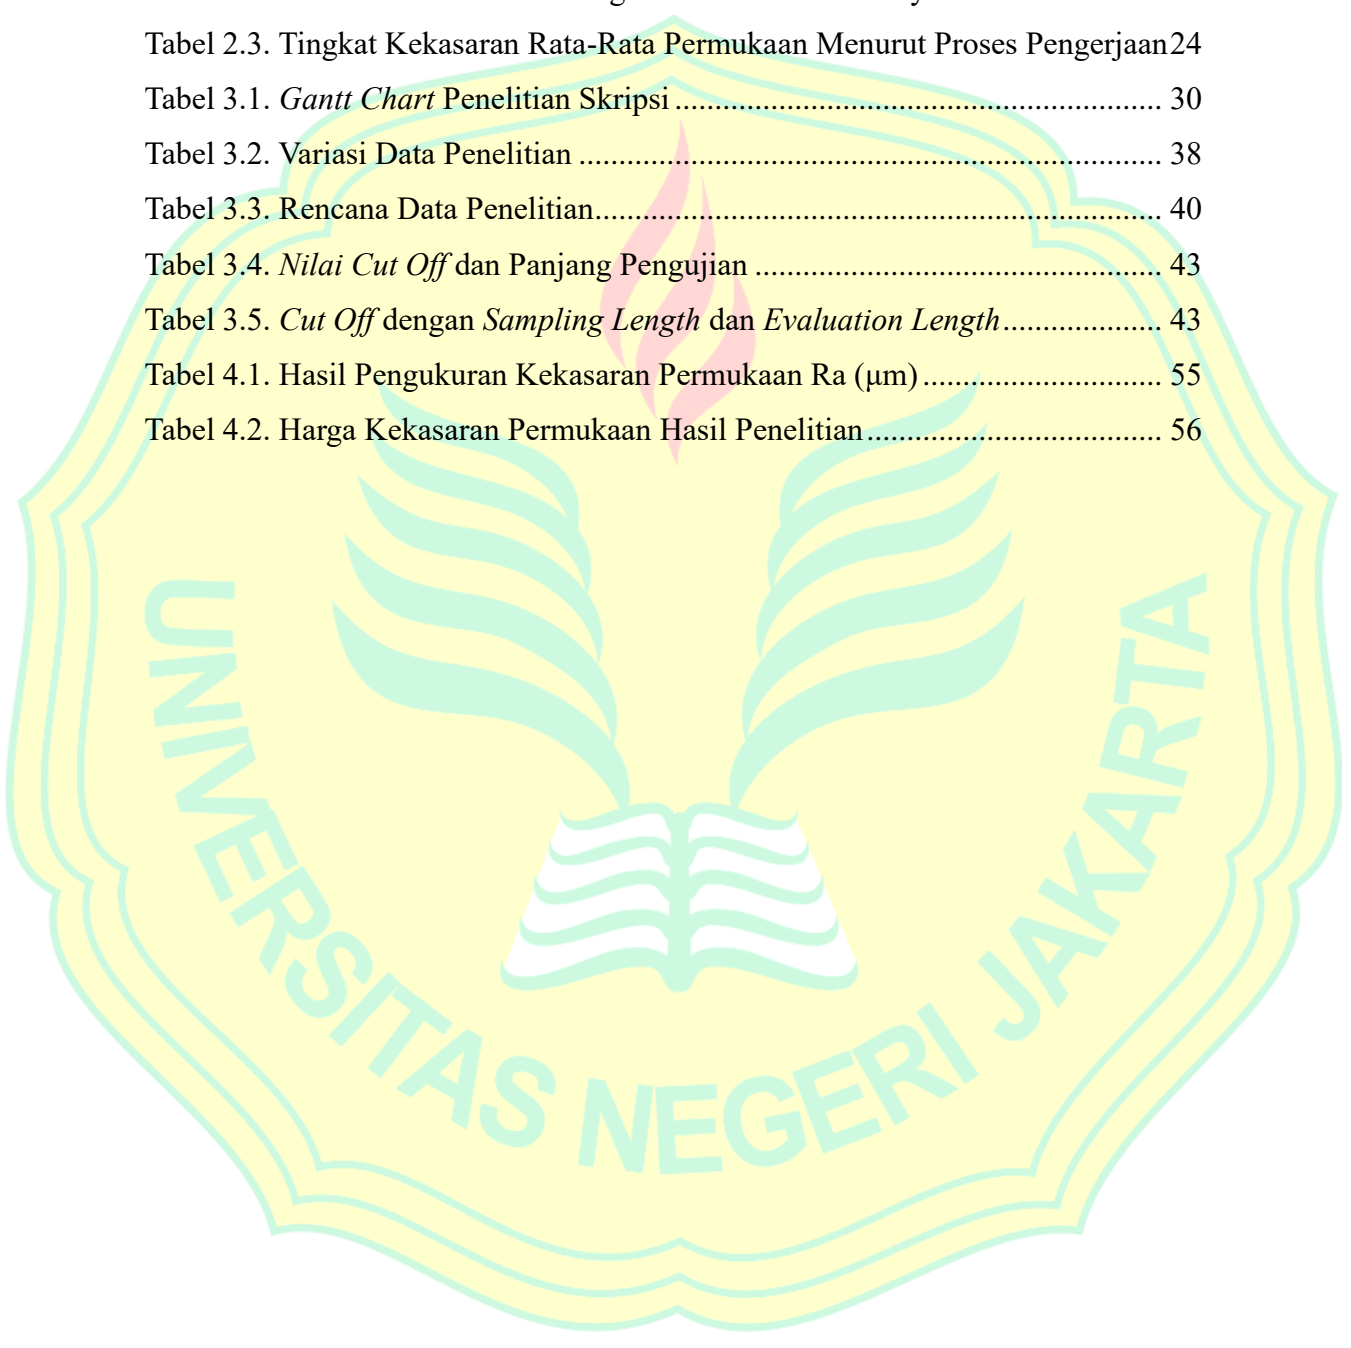 Tabel 2.3. Tingkat Kekasaran Rata-Rata Permukaan Menurut Proses Pengerjaan24
Tabel 3.1. Gantt Chart Penelitian Skripsi ............................................................. 30
Tabel 3.2. Variasi Data Penelitian ......................................................................... 38
Tabel 3.3. Rencana Data Penelitian....................................................................... 40
Tabel 3.4. Nilai Cut Off dan Panjang Pengujian ................................................... 43
Tabel 3.5. Cut Off dengan Sampling Length dan Evaluation Length.................... 43
Tabel 4.1. Hasil Pengukuran Kekasaran Permukaan Ra (μm) .............................. 55
Tabel 4.2. Harga Kekasaran Permukaan Hasil Penelitian..................................... 56
UNIVERSITAS NEGERI JAKARTA